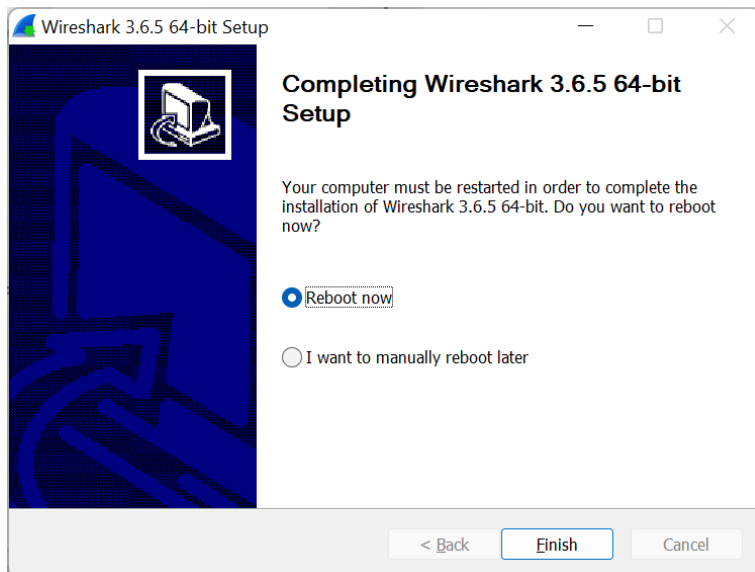 Wireshark 3.6.5 64-bit Setup
Completing Wireshark 3.6.5 64-bit
Setup
Your computer must be restarted in order to complete the
installation of Wireshark 3.6.5 64-bit. Do you want to reboot
now?
Reboot now
I want to manually reboot later
< Back
Finish
Cancel